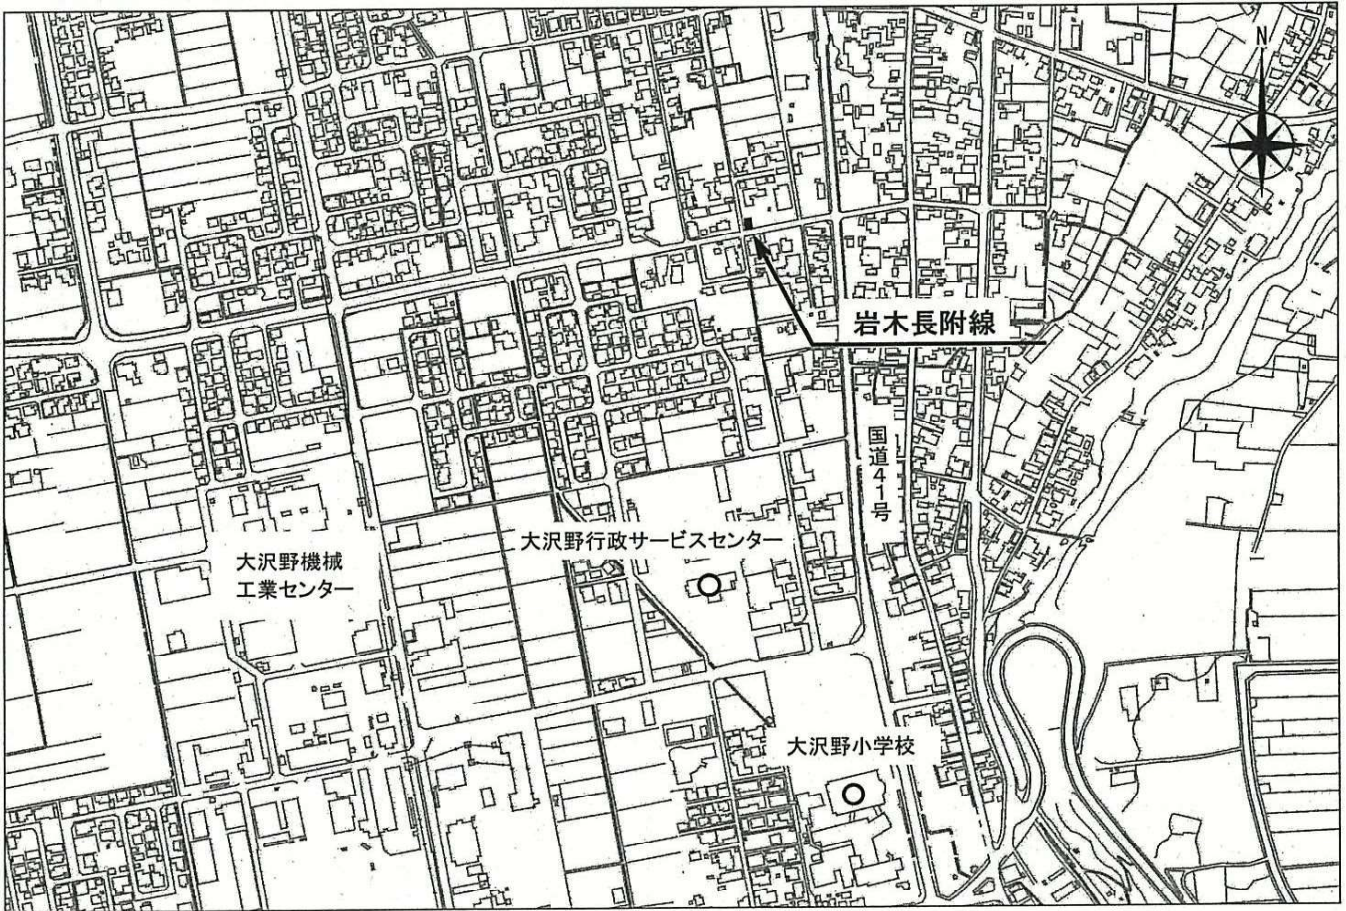 N
岩木長附線
国道41号
大沢野行政サービスセンター
大沢野機械
工業センター
大沢野小学校